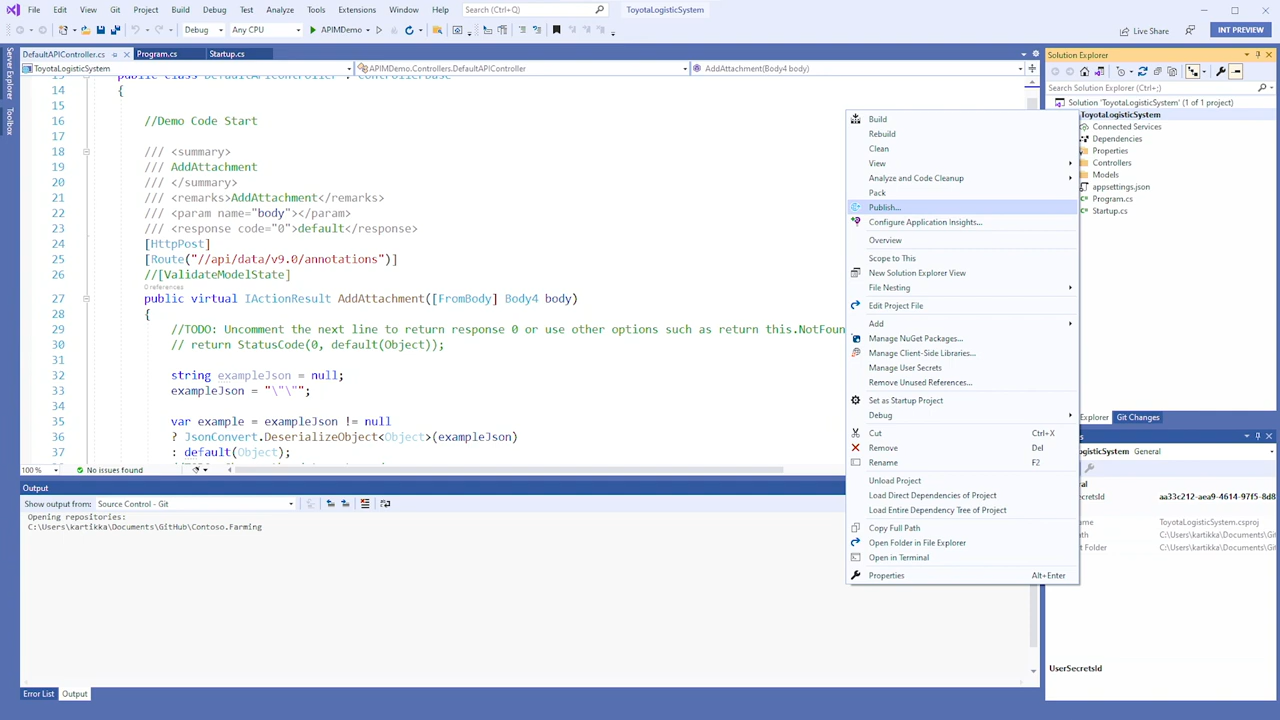 File Edit View Git Project Build Debug Test Analyze Tools Extensions Window Help Search (Ctrl+;) ToyotaLogisticSystem
Debug Any CPU APIMDemo Live Share INT PREVIEW
Server Explorer
Toolbox
DefaultAPIController.cs Program.cs Startup.cs
ToyotaLogisticSystem APIMDemo.Controllers.DefaultAPIController AddAttachment(Body4 body)
14 {
15
16 //Demo Code Start
17
18 /// <summary>
19 /// AddAttachment
20 /// </summary>
21 /// <remarks>AddAttachment</remarks>
22 /// <param name="body"></param>
23 /// <response code="0">default</response>
24 [HttpPost]
25 [Route("//api/data/v9.0/annotations")]
26 //[ValidateModelState]
0 references
27 public virtual IActionResult AddAttachment([FromBody] Body4 body)
28 {
29 //TODO: Uncomment the next line to return response 0 or use other options such as return this.NotFou
30 // return StatusCode(0, default(Object));
31
32 string exampleJson = null;
33 exampleJson = "\"\"";
34
35 var example = exampleJson != null
36 ? JsonConvert.DeserializeObject<Object>(exampleJson)
37 : default(Object);
100 % No issues found
Output
Show output from: Source Control - Git
Opening repositories:
C:\Users\kartikka\Documents\GitHub\Contoso.Farming
Error List Output
Build
Rebuild
Clean
View
Analyze and Code Cleanup
Pack
Publish...
Configure Application Insights...
Overview
Scope to This
New Solution Explorer View
File Nesting
Edit Project File
Add
Manage NuGet Packages...
Manage Client-Side Libraries...
Manage User Secrets
Remove Unused References...
Set as Startup Project
Debug
Cut Ctrl+X
Remove Del
Rename F2
Unload Project
Load Direct Dependencies of Project
Load Entire Dependency Tree of Project
Copy Full Path
Open Folder in File Explorer
Open in Terminal
Properties Alt+Enter
Solution Explorer
Search Solution Explorer (Ctrl+;)
Solution 'ToyotaLogisticSystem' (1 of 1 project)
ToyotaLogisticSystem
Connected Services
Dependencies
Properties
Controllers
Models
appsettings.json
Program.cs
Startup.cs
Explorer Git Changes
General
aa33c212-aea9-4614-97f5-8d8
ToyotaLogisticSystem.csproj
C:\Users\kartikka\Documents\Git
C:\Users\kartikka\Documents\Git
UserSecretsId